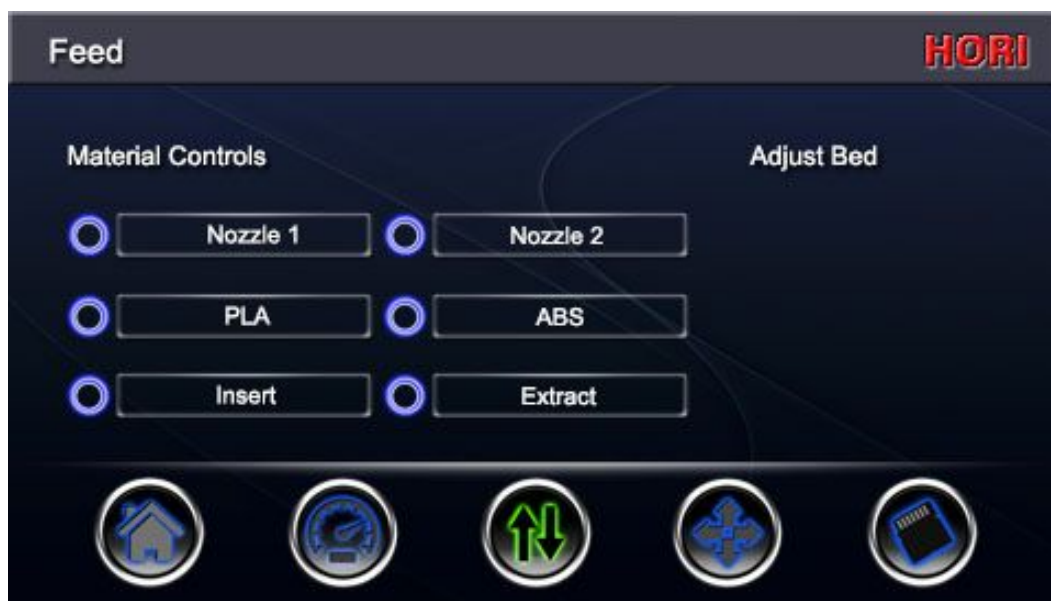 Feed HORI
Material Controls Adjust Bed
Nozzle 1 Nozzle 2
PLA ABS
Insert Extract